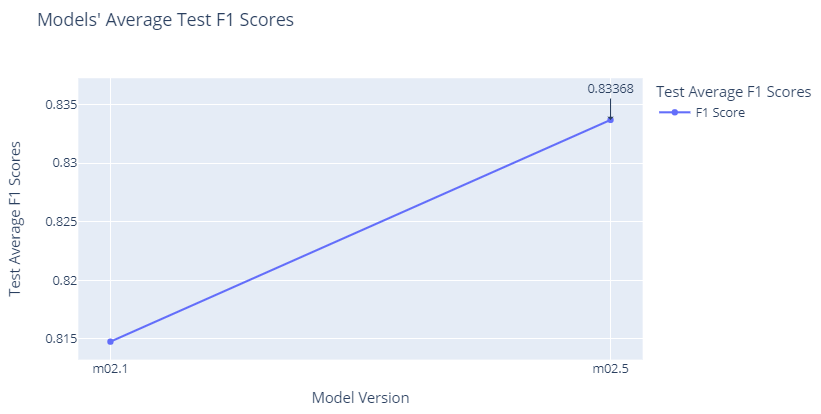 Models' Average Test F1 Scores
0.83368
Test Average F1 Scores
F1 Score
Test Average F1 Scores
0.835
0.83
0.825
0.82
0.815
m02.1
m02.5
Model Version